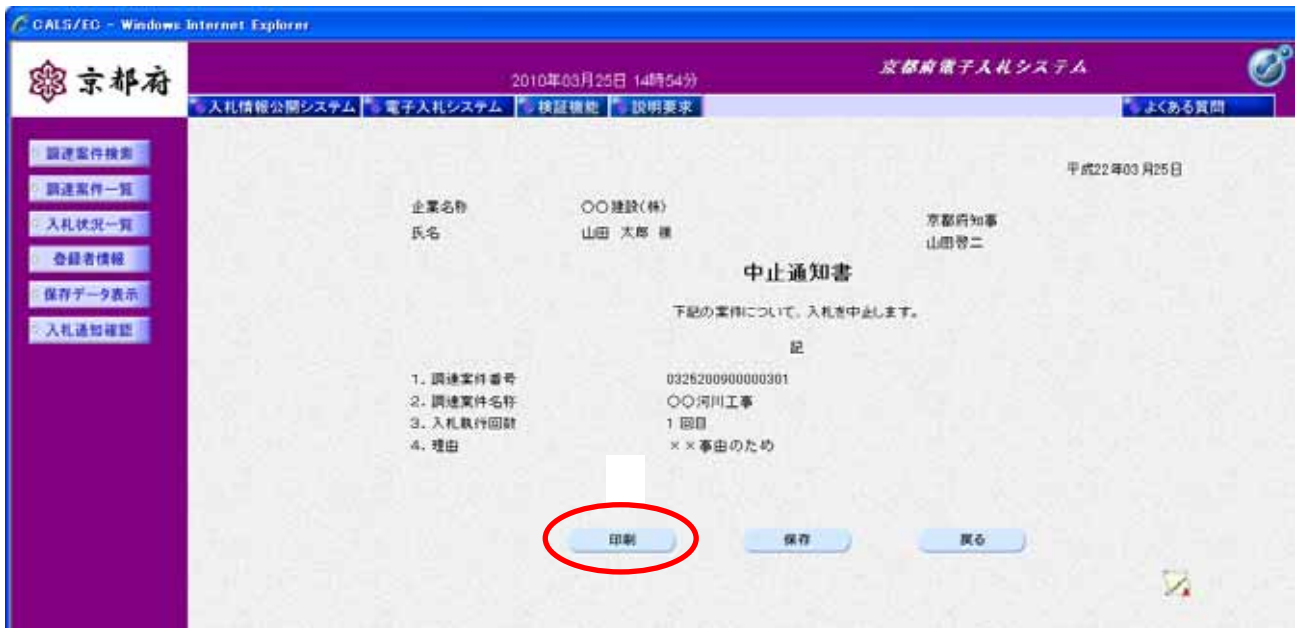 CALS/EC - Windows Internet Explorer
京都府
2010年03月25日 14時54分
京都府電子入札システム
入札情報公開システム 電子入札システム 検証機能 説明要求 よくある質問
調達案件検索
調達案件一覧
入札状況一覧
登録者情報
保存データ表示
入札通知確認
平成22年03月25日
企業名称 〇〇建設(株)
氏名 山田 太郎 様
京都府知事
山田啓二
中止通知書
下記の案件について、入札を中止します。
記
1. 調達案件番号 0325200900000301
2. 調達案件名称 〇〇河川工事
3. 入札執行回数 1 回目
4. 理由 ××事由のため
印刷 保存 戻る